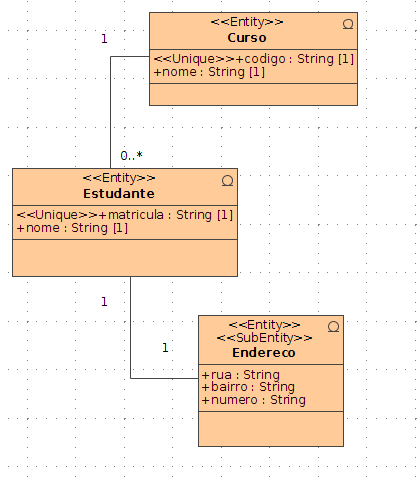 <<Entity>>
Curso
<<Unique>>+codigo : String [1]
+nome : String [1]
1
0..*
<<Entity>>
Estudante
<<Unique>>+matricula : String [1]
+nome : String [1]
1
1
<<Entity>>
<<SubEntity>>
Endereco
+rua : String
+bairro : String
+numero : String